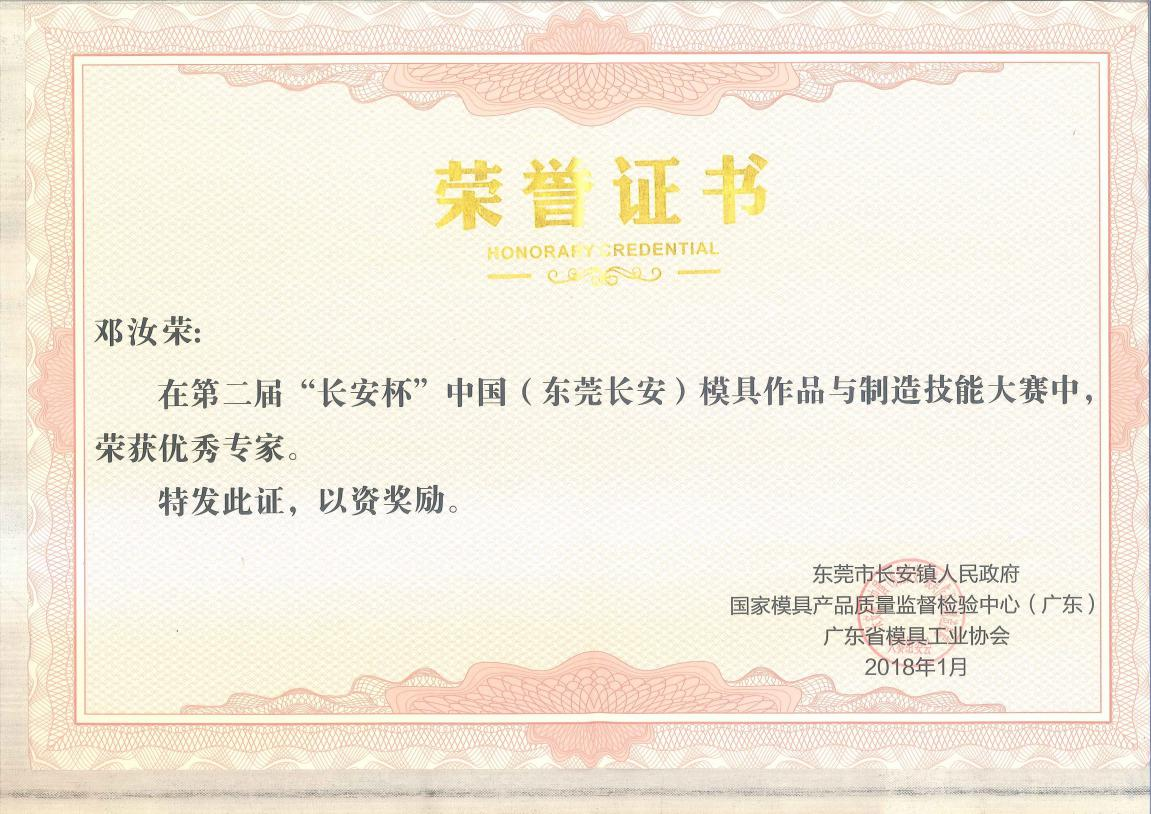 荣誉证书
HONORARY CREDENTIAL
邓汝荣:
在第二届“长安杯”中国（东莞长安）模具作品与制造技能大赛中，
荣获优秀专家。
特发此证，以资奖励。
东莞市长安镇人民政府
国家模具产品质量监督检验中心（广东）
广东省模具工业协会
2018年1月